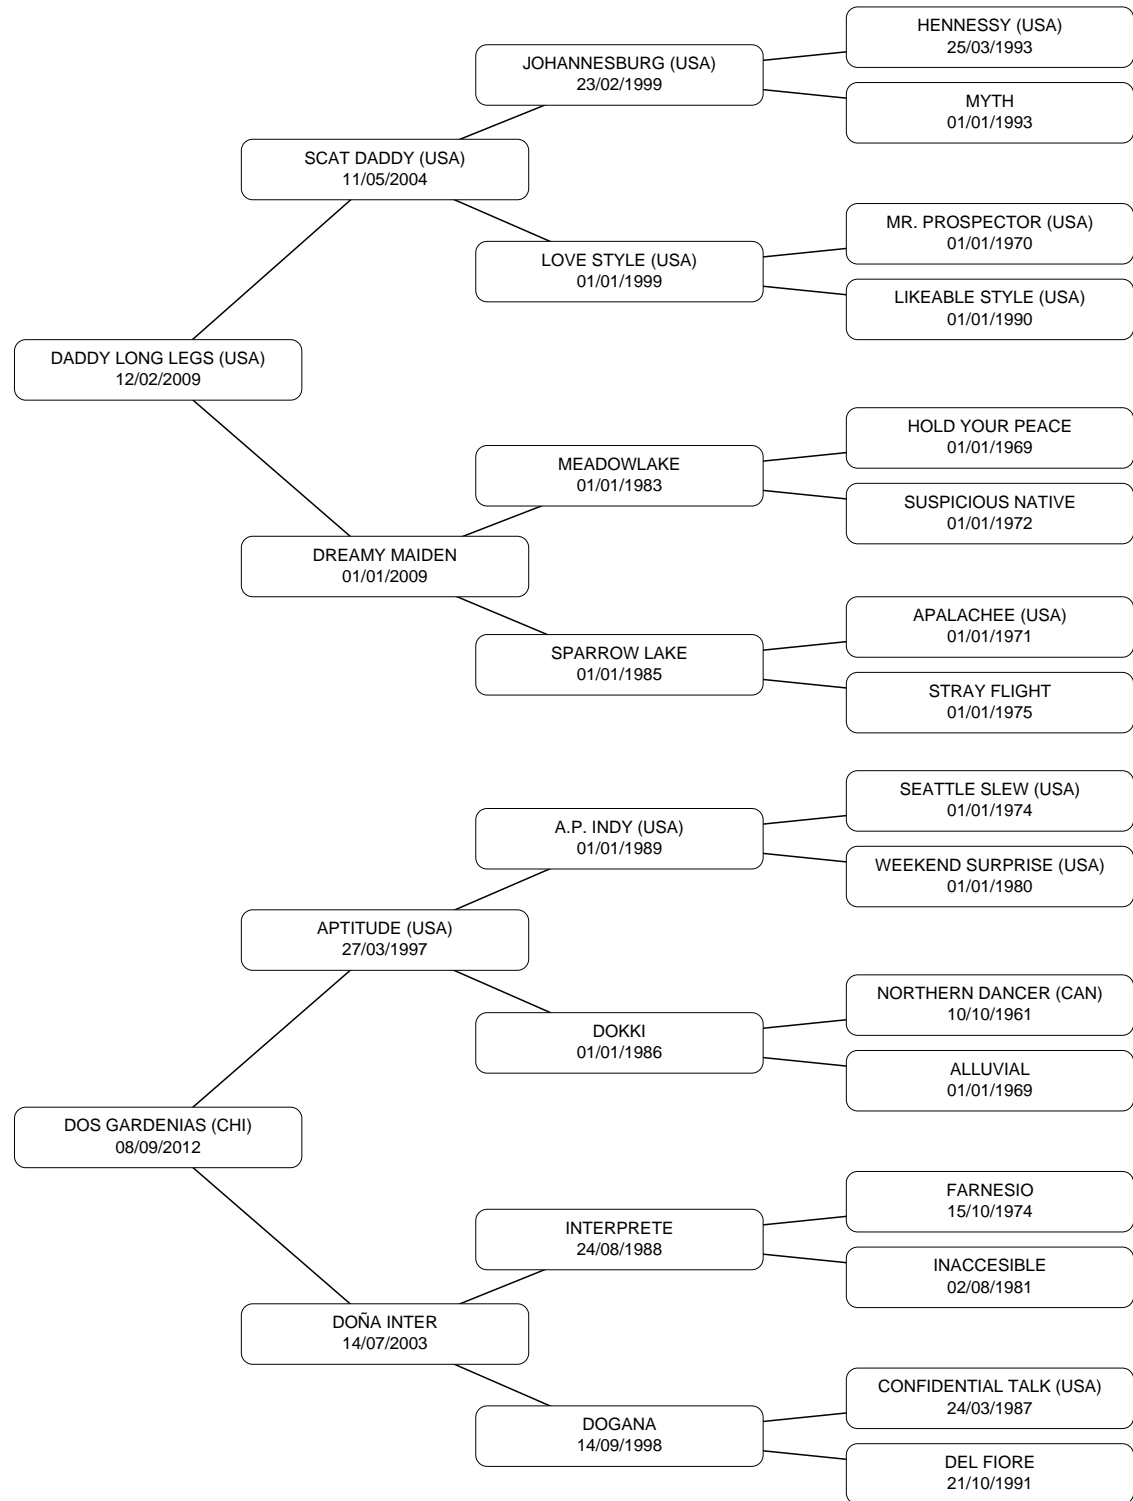 HENNESSY (USA)
25/03/1993
JOHANNESBURG (USA)
23/02/1999
MYTH
01/01/1993
SCAT DADDY (USA)
11/05/2004
MR. PROSPECTOR (USA)
01/01/1970
LOVE STYLE (USA)
01/01/1999
LIKEABLE STYLE (USA)
01/01/1990
DADDY LONG LEGS (USA)
12/02/2009
HOLD YOUR PEACE
01/01/1969
MEADOWLAKE
01/01/1983
SUSPICIOUS NATIVE
01/01/1972
DREAMY MAIDEN
01/01/2009
APALACHEE (USA)
01/01/1971
SPARROW LAKE
01/01/1985
STRAY FLIGHT
01/01/1975
SEATTLE SLEW (USA)
01/01/1974
A.P. INDY (USA)
01/01/1989
WEEKEND SURPRISE (USA)
01/01/1980
APTITUDE (USA)
27/03/1997
NORTHERN DANCER (CAN)
10/10/1961
DOKKI
01/01/1986
ALLUVIAL
01/01/1969
DOS GARDENIAS (CHI)
08/09/2012
FARNESIO
15/10/1974
INTERPRETE
24/08/1988
INACCESIBLE
02/08/1981
DOÑA INTER
14/07/2003
CONFIDENTIAL TALK (USA)
24/03/1987
DOGANA
14/09/1998
DEL FIORE
21/10/1991